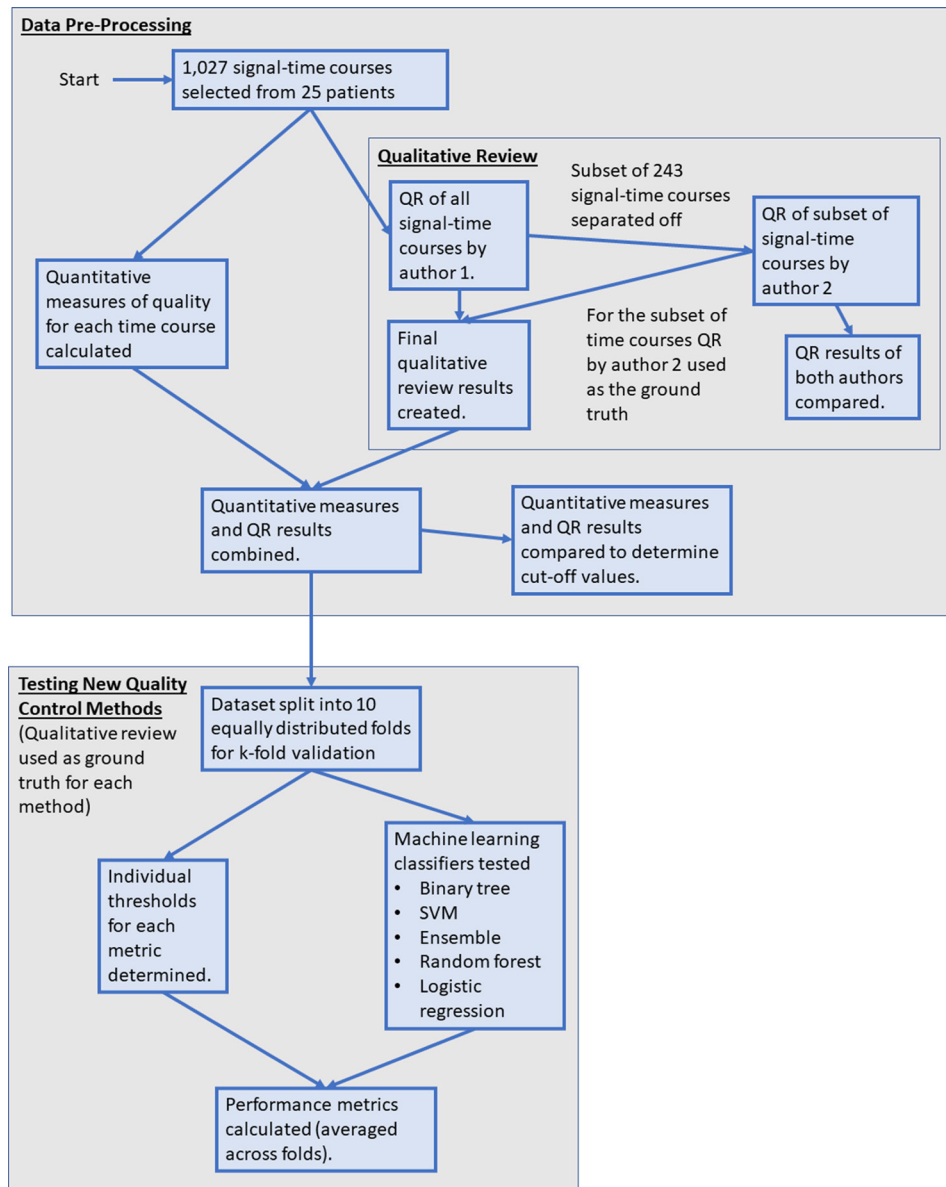 Data Pre-Processing
Start
1,027 signal-time courses
selected from 25 patients
Qualitative Review
QR of all
signal-time
courses by
author 1.
Subset of 243
signal-time courses
separated off
QR of subset of
signal-time
courses by
author 2
Quantitative
measures of quality
for each time course
calculated
Final
qualitative
review results
created.
For the subset of
time courses QR
by author 2 used
as the ground
truth
QR results of
both authors
compared.
Quantitative measures
and QR results
combined.
Quantitative measures
and QR results
compared to determine
cut-off values.
Testing New Quality
Control Methods
(Qualitative review
used as ground
truth for each
method)
Dataset split into 10
equally distributed folds
for k-fold validation
Individual
thresholds
for each
metric
determined.
Machine learning
classifiers tested
• Binary tree
• SVM
• Ensemble
• Random forest
• Logistic
regression
Performance metrics
calculated (averaged
across folds).